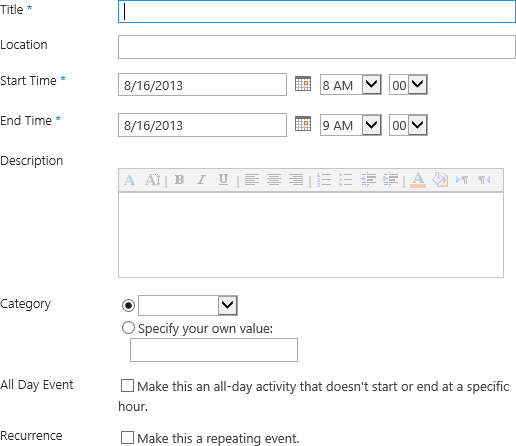 Title *
Location
Start Time * 8/16/2013 8 AM 00
End Time * 8/16/2013 9 AM 00
Description
A A B I U A
Category
Specify your own value:
All Day Event Make this an all-day activity that doesn't start or end at a specific
hour.
Recurrence Make this a repeating event.